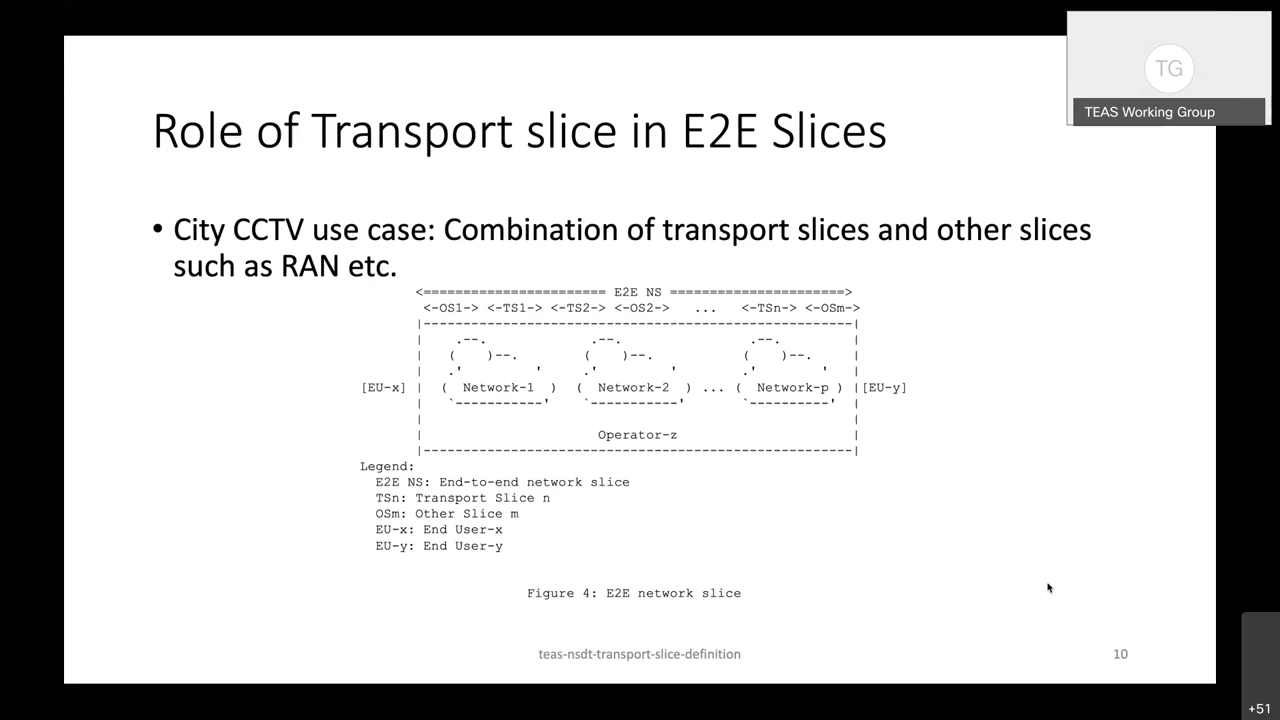 TG
TEAS Working Group
Role of Transport slice in E2E Slices
• City CCTV use case: Combination of transport slices and other slices
such as RAN etc.
<======================= E2E NS ======================>
<-OS1-> <-TS1-> <-TS2-> <-OS2-> ... <-TSn-> <-OSm->
|------------------------------------------------------|
| .--. .--. .--. |
| ( )--. ( )--. ( )--. |
| .' ' .' ' .' ' |
[EU-x] | ( Network-1 ) ( Network-2 ) ... ( Network-p ) |[EU-y]
| `-----------' `-----------' `----------' |
| |
| Operator-z |
|------------------------------------------------------|
Legend:
E2E NS: End-to-end network slice
TSn: Transport Slice n
OSm: Other Slice m
EU-x: End User-x
EU-y: End User-y
Figure 4: E2E network slice
teas-nsdt-transport-slice-definition
10
+51